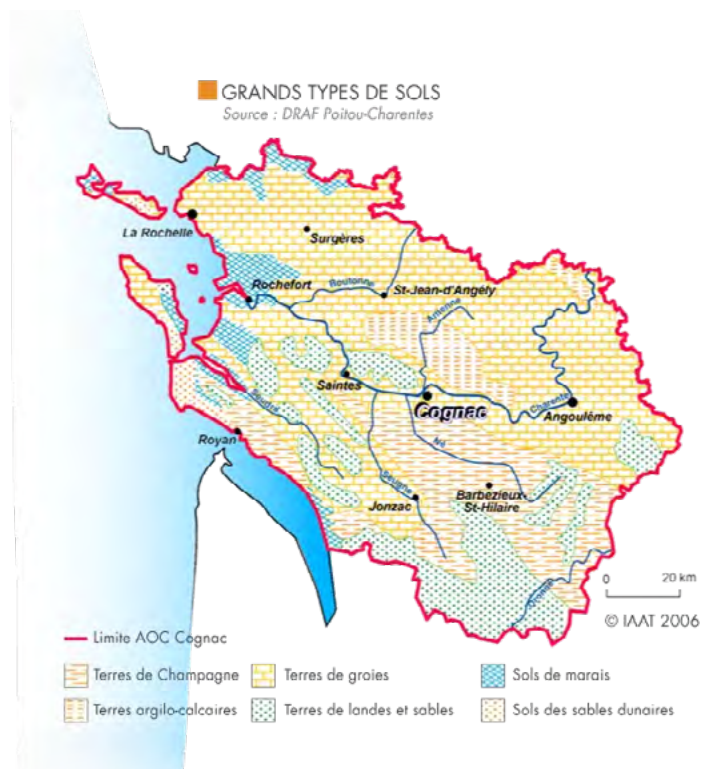 GRANDS TYPES DE SOLS
Source : DRAF Poitou-Charentes
La Rochelle
Surgères
Rochefort
Boutonne
St-Jean-d'Angély
Antenne
Saintes
Cognac
Charente
Angoulême
Seudre
Royan
Né
Seugne
Jonzac
Barbezieux-
St-Hilaire
Dronne
0 20 km
© IAAT 2006
Limite AOC Cognac
Terres de Champagne
Terres de groies
Sols de marais
Terres argilo-calcaires
Terres de landes et sables
Sols des sables dunaires